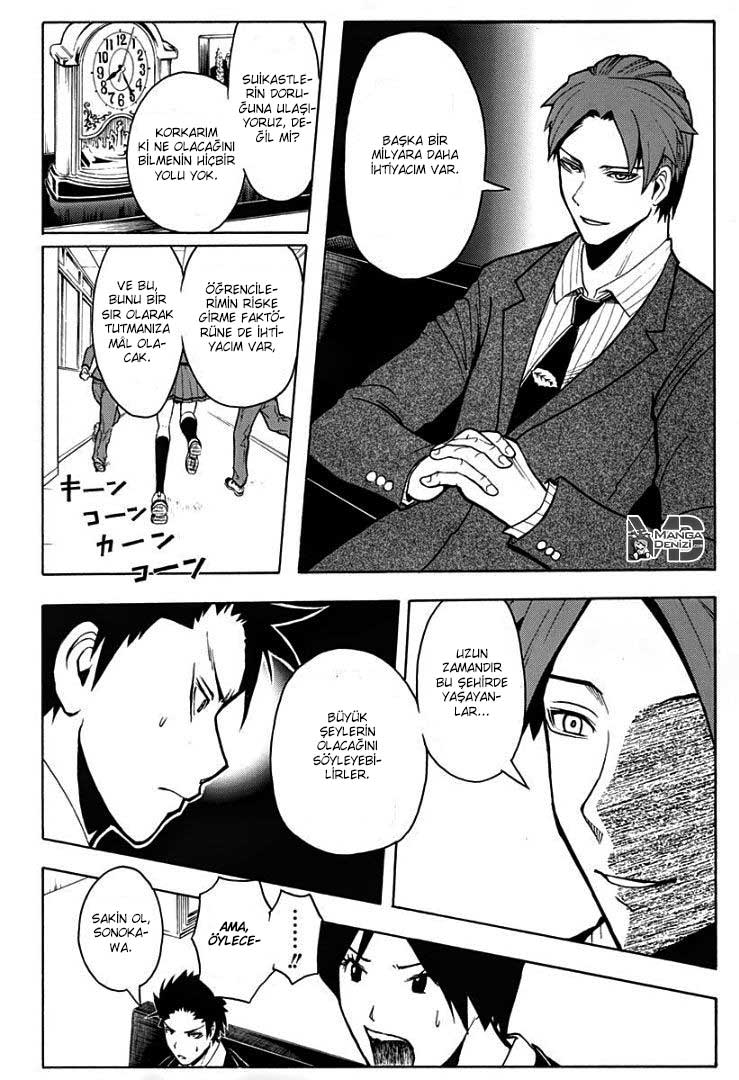 BAŞKA BİR
MİLYARA DAHA
İHTİYACIM VAR.
SUİKASTLE-
RİN DORU-
ĞUNA ULAŞI-
YORUZ, DE-
ĞİL Mİ?
KORKARIM
Kİ NE OLACAĞINI
BİLMENİN HİÇBİR
YOLU YOK.
ÖĞRENCİLE-
RİMİN RİSKE
GİRME FAKTÖ-
RÜNE DE İHTİ-
YACIM VAR,
VE BU,
BUNU BİR
SIR OLARAK
TUTMANIZA
MÂL OLA-
CAK.
キーン
コーン
カーン
コーン
MD
MANGA
DENİZİ
UZUN
ZAMANDIR
BU ŞEHİRDE
YAŞAYAN-
LAR...
BÜYÜK
ŞEYLERİN
OLACAĞINI
SÖYLEYEBİ-
LİRLER.
......
AMA,
ÖYLECE-
SAKİN OL,
SONOKA-
WA.